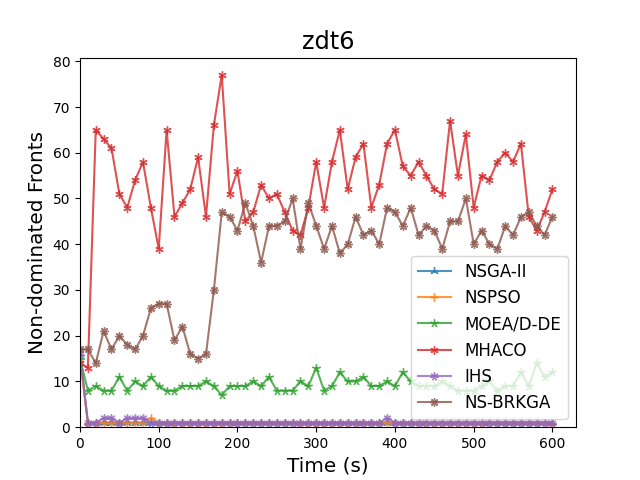 zdt6
Non-dominated Fronts
80
70
60
50
40
30
20
10
0
0 100 200 300 400 500 600
Time (s)
NSGA-II
NSPSO
MOEA/D-DE
MHACO
IHS
NS-BRKGA